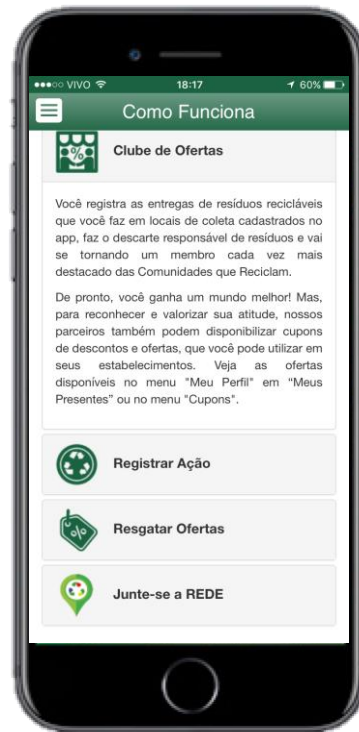 VIVO 18:17 60%
Como Funciona
Clube de Ofertas
Você registra as entregas de resíduos recicláveis
que você faz em locais de coleta cadastrados no
app, faz o descarte responsável de resíduos e vai
se tornando um membro cada vez mais
destacado das Comunidades que Reciclam.
De pronto, você ganha um mundo melhor! Mas,
para reconhecer e valorizar sua atitude, nossos
parceiros também podem disponibilizar cupons
de descontos e ofertas, que você pode utilizar em
seus estabelecimentos. Veja as ofertas
disponíveis no menu "Meu Perfil" em “Meus
Presentes” ou no menu "Cupons".
Registrar Ação
Resgatar Ofertas
Junte-se a REDE